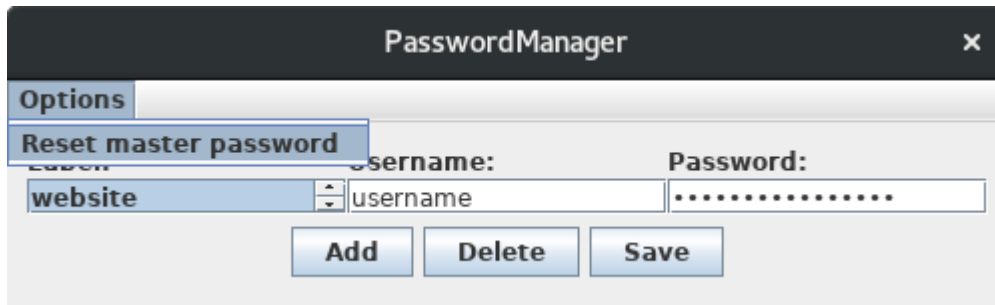 PasswordManager ×
Options
Reset master password
Username: Password:
website username ••••••••••••••••
Add Delete Save